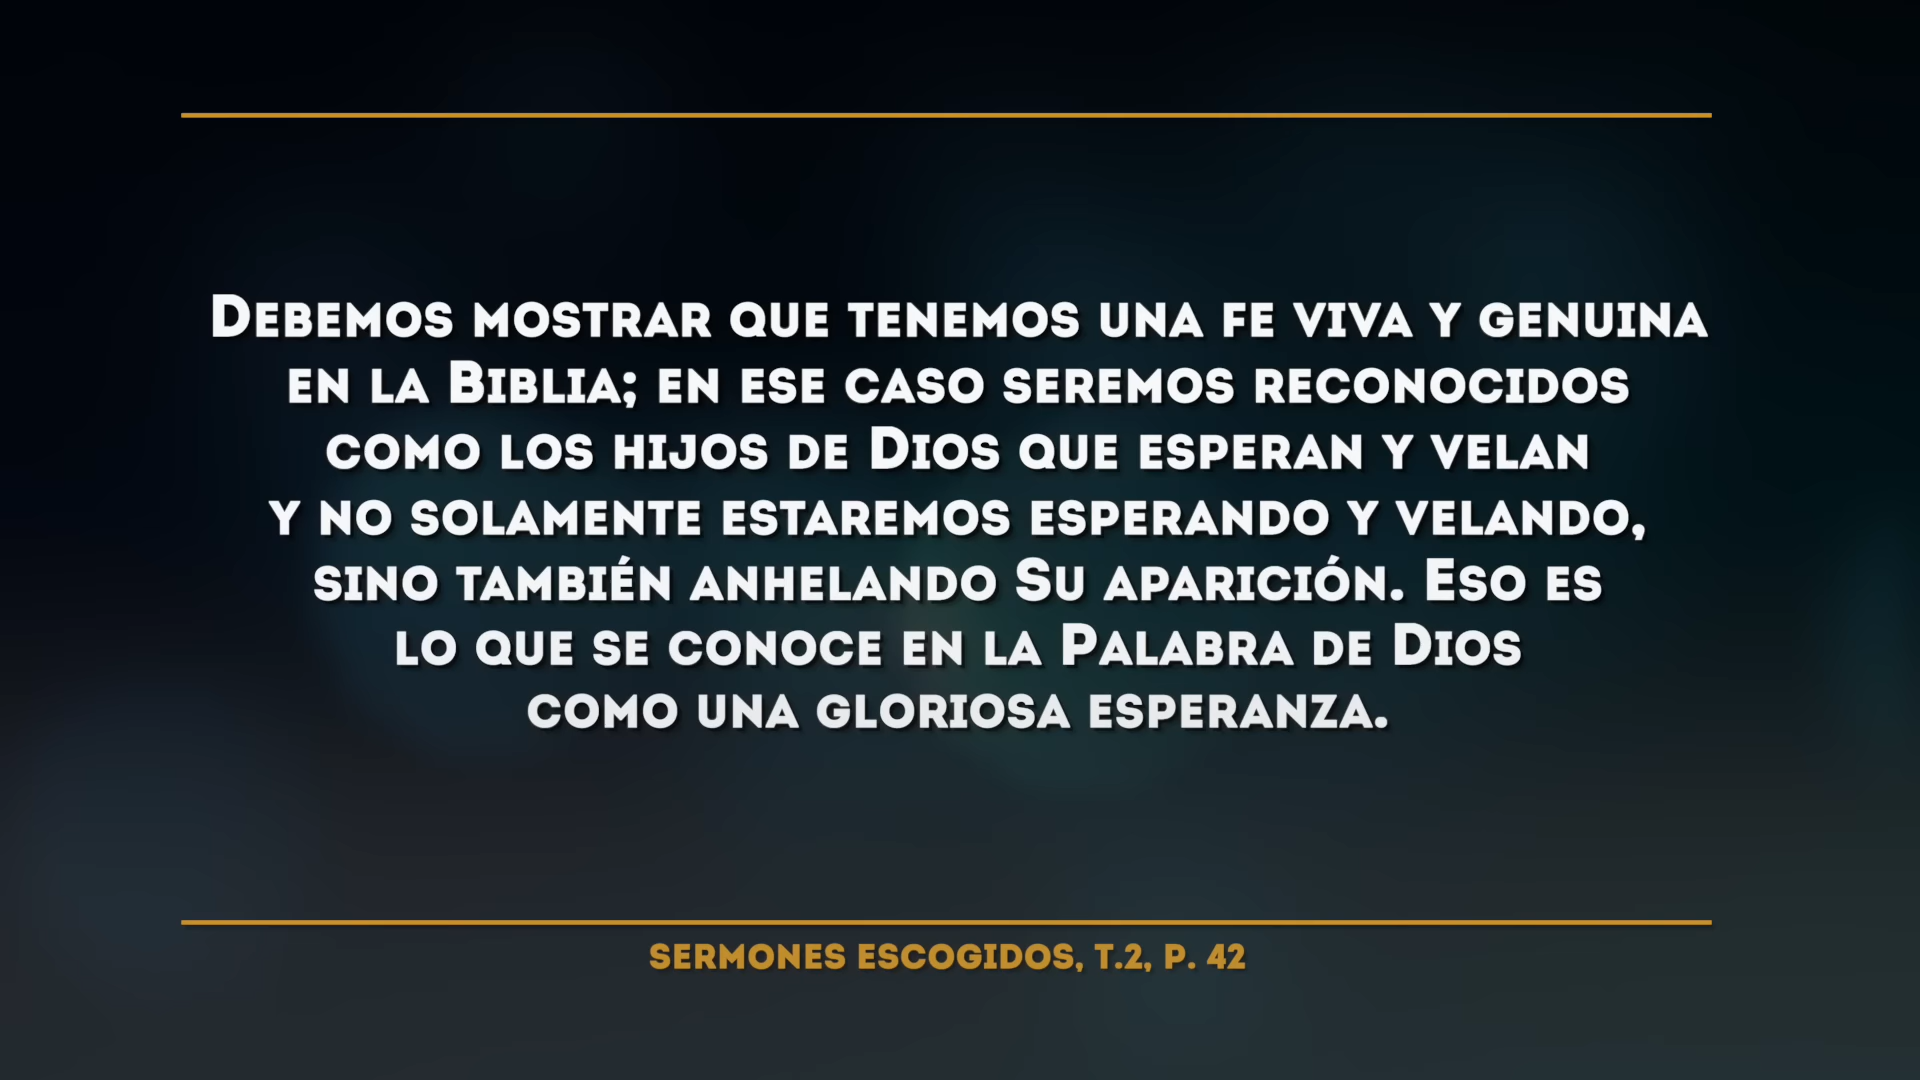 Debemos mostrar que tenemos una fe viva y genuina
en la Biblia; en ese caso seremos reconocidos
como los hijos de Dios que esperan y velan
y no solamente estaremos esperando y velando,
sino también anhelando Su aparición. Eso es
lo que se conoce en la Palabra de Dios
como una gloriosa esperanza.
SERMONES ESCOGIDOS, T.2, P. 42